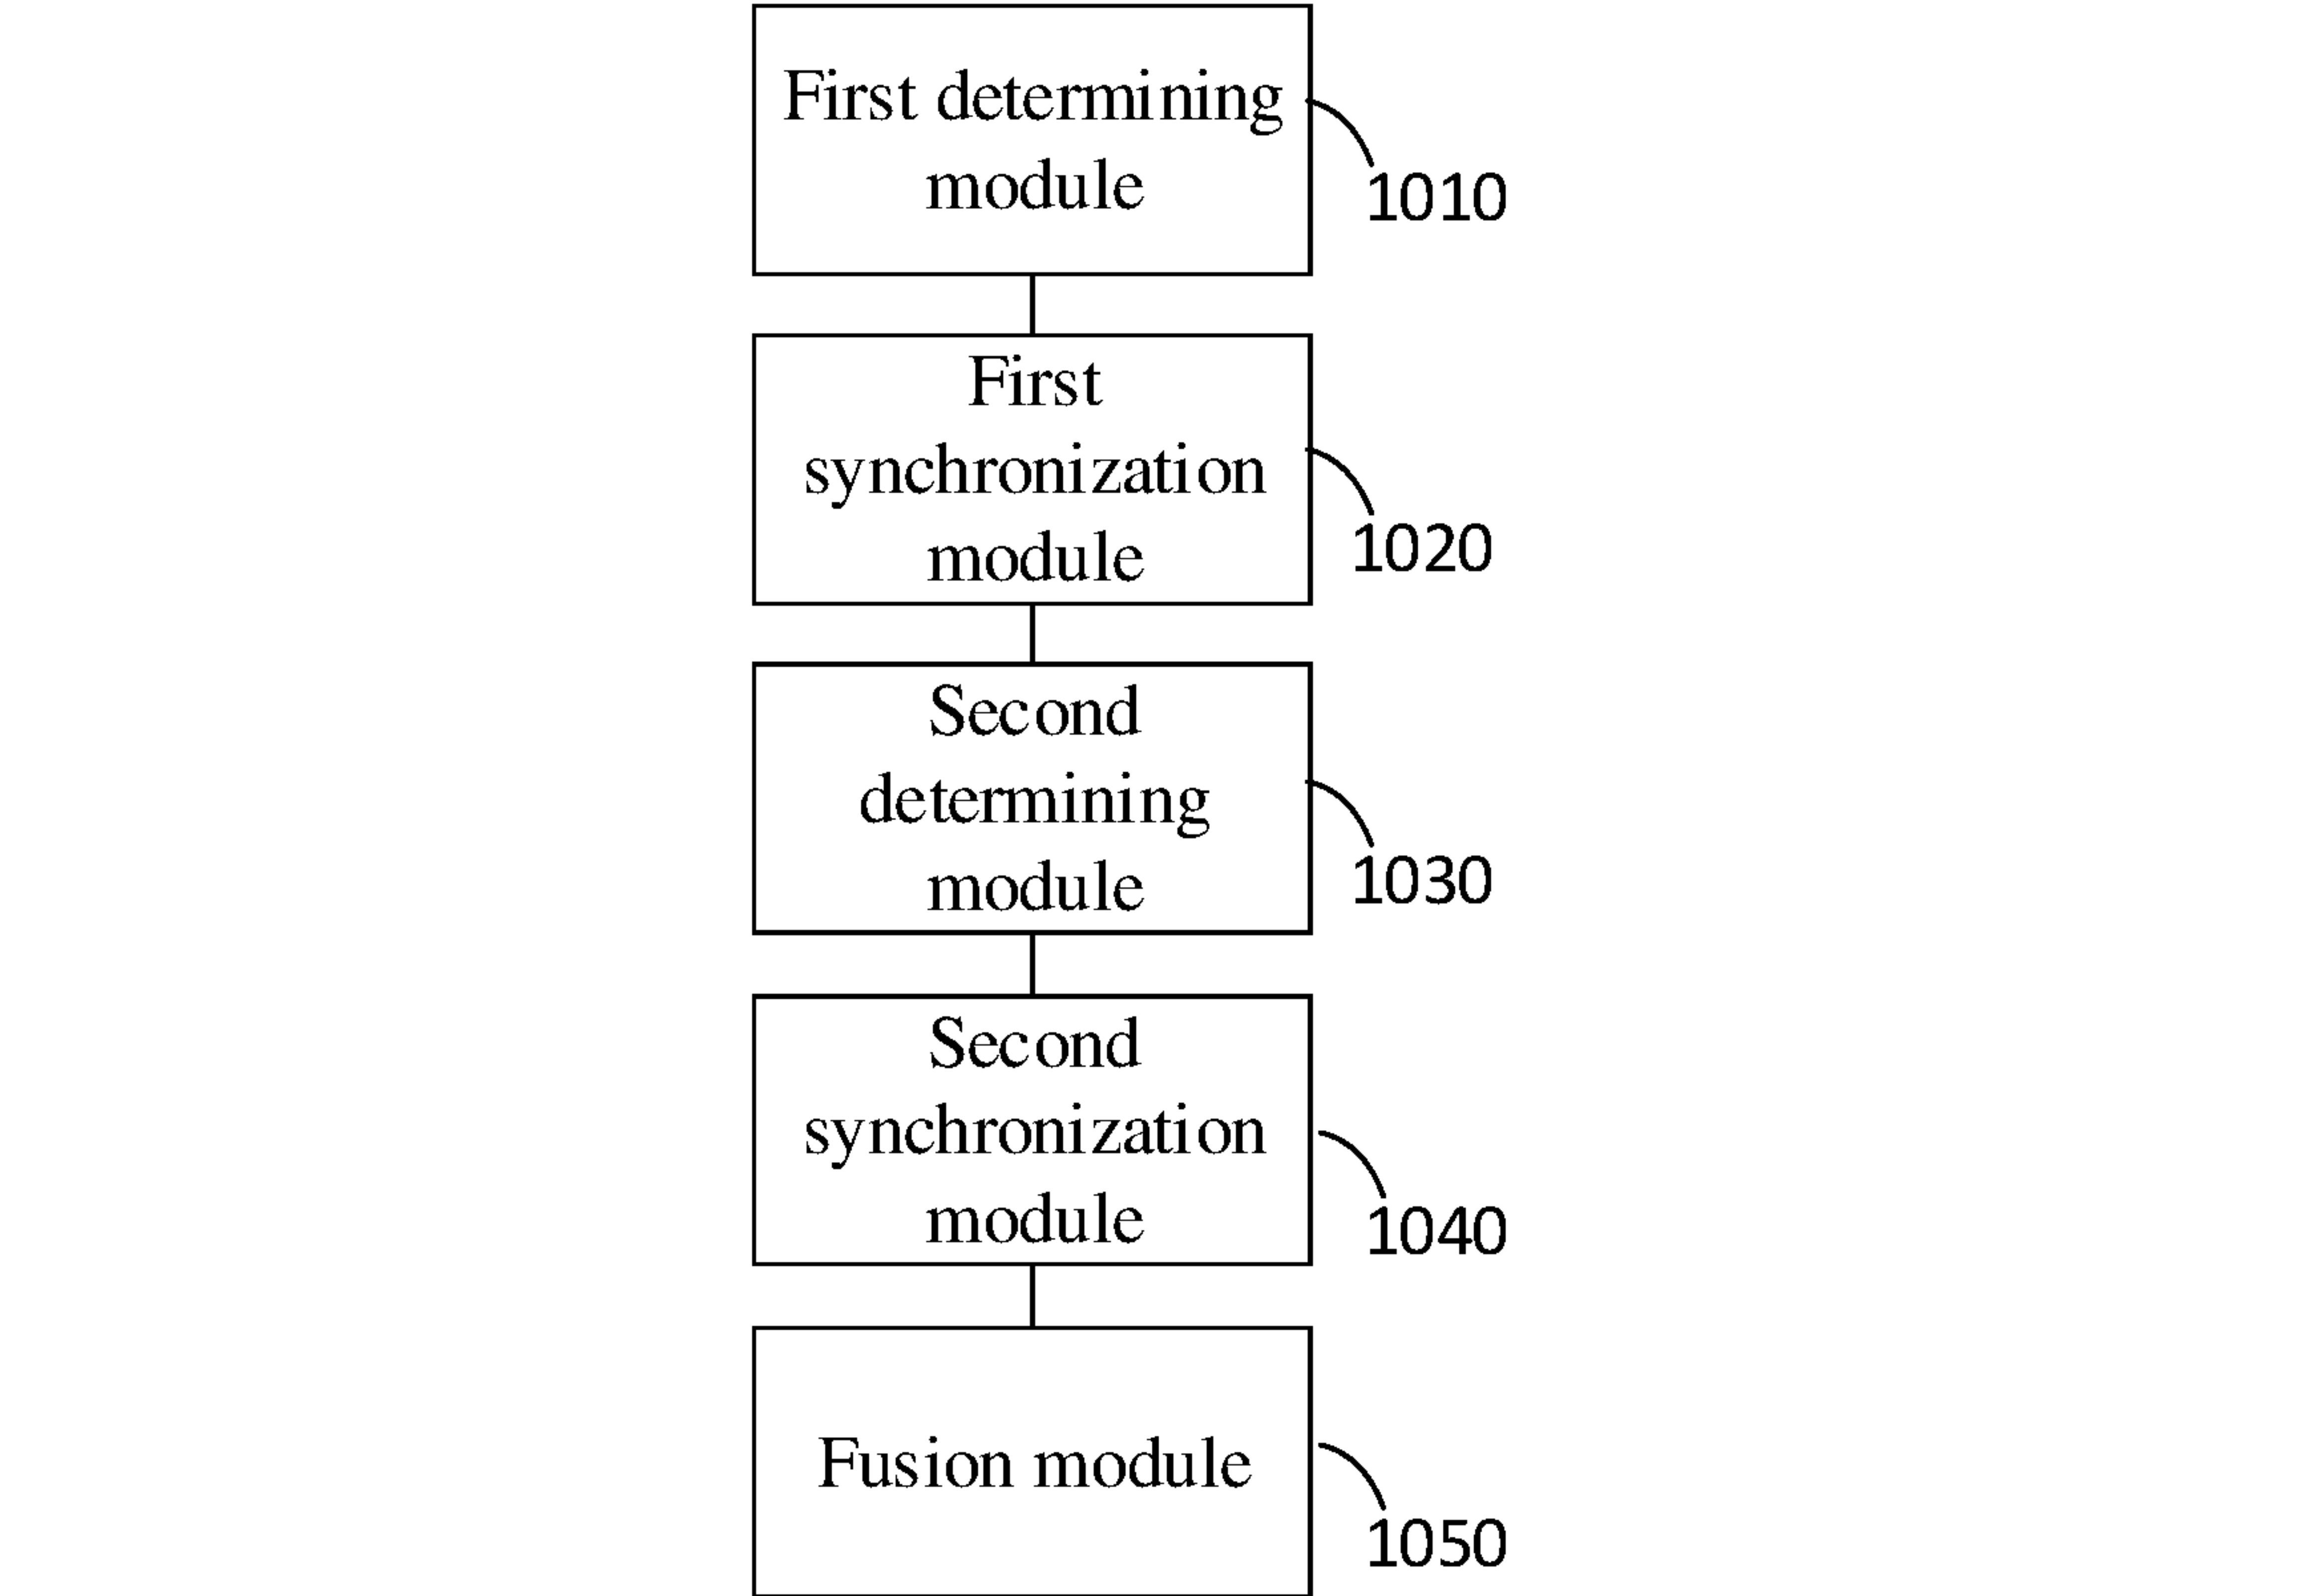 First determining
module
1010
First
synchronization
module
1020
Second
determining
module
1030
Second
synchronization
module
1040
Fusion module
1050